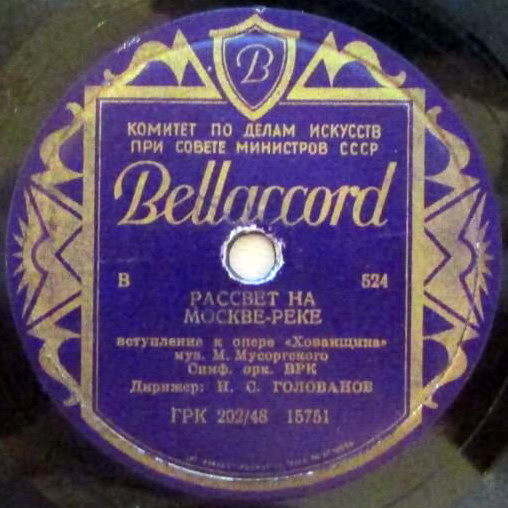 B
КОМИТЕТ ПО ДЕЛАМ ИСКУССТВ
ПРИ СОВЕТЕ МИНИСТРОВ СССР
Bellaccord
В 524
РАССВЕТ НА
МОСКВЕ-РЕКЕ
вступление к опере «Хованщина»
муз. М. Мусоргского
Симф. орк. ВРК
Дирижер: Н. С. ГОЛОВАНОВ
ГРК 202/48 15751